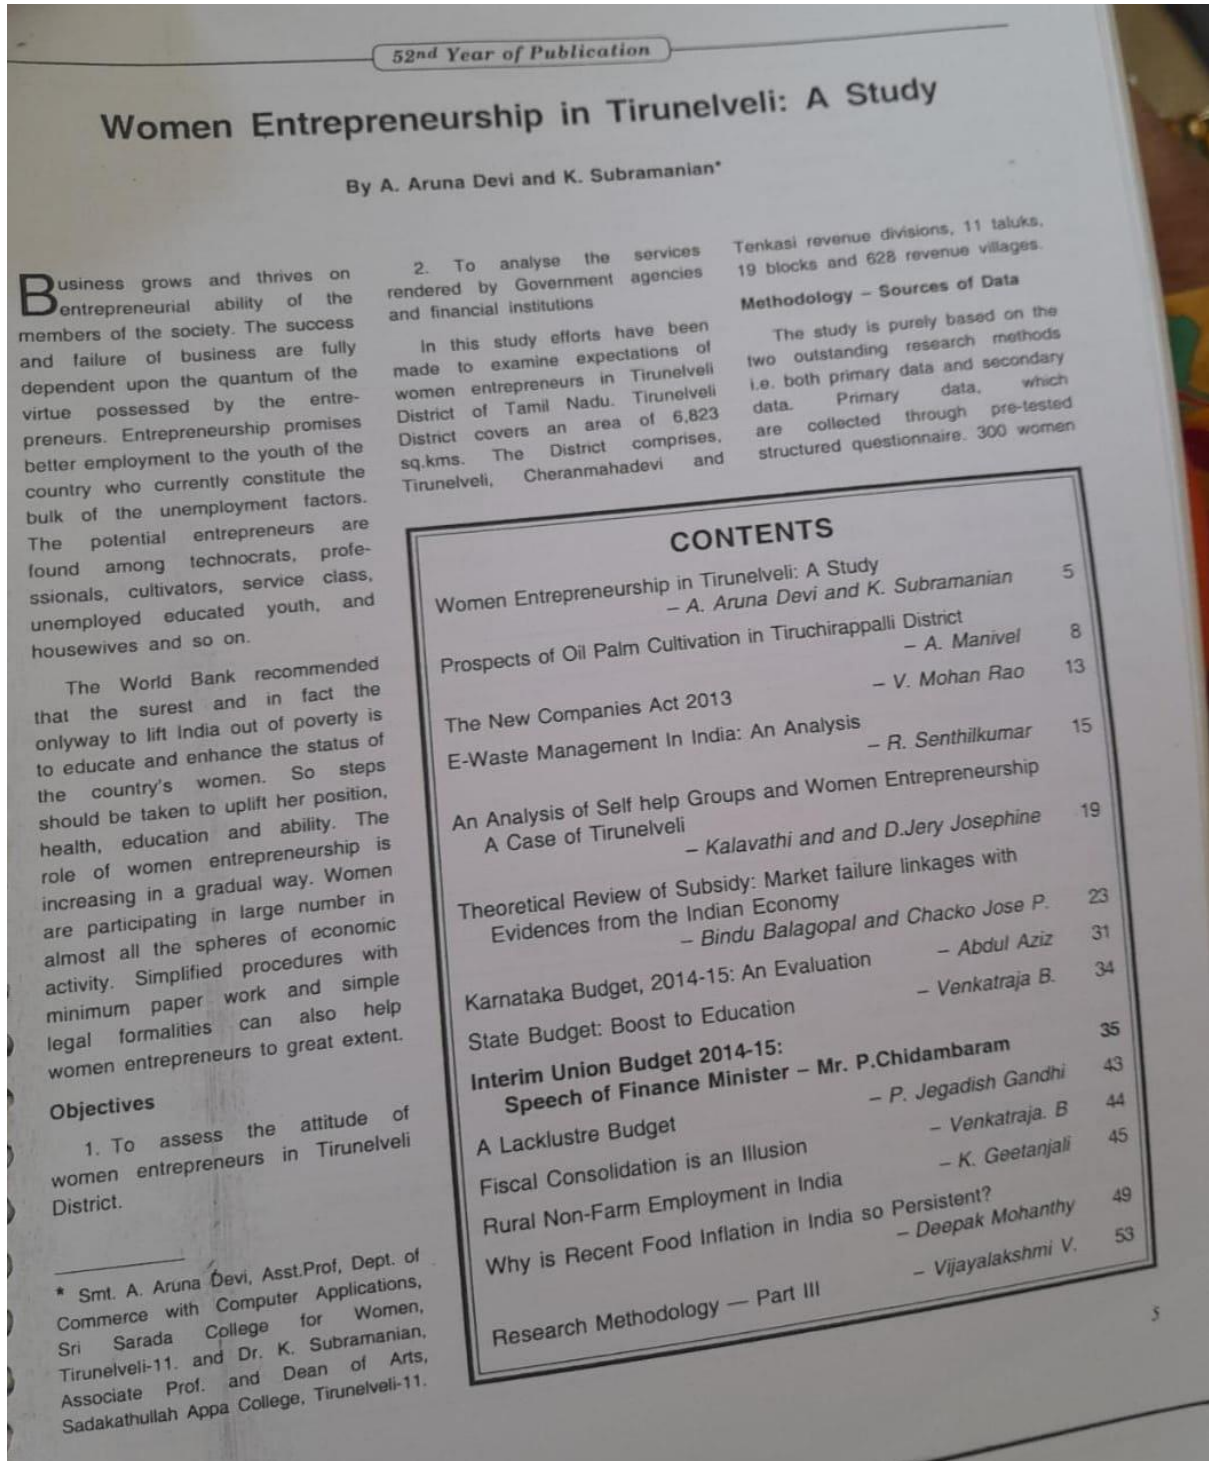 52nd Year of Publication
Women Entrepreneurship in Tirunelveli: A Study
By A. Aruna Devi and K. Subramanian*
Business grows and thrives on
entrepreneurial ability of the
members of the society. The success
and failure of business are fully
dependent upon the quantum of the
virtue possessed by the entre-
preneurs. Entrepreneurship promises
better employment to the youth of the
country who currently constitute the
bulk of the unemployment factors.
The potential entrepreneurs are
found among technocrats, profe-
ssionals, cultivators, service class,
unemployed educated youth, and
housewives and so on.
The World Bank recommended
that the surest and in fact the
onlyway to lift India out of poverty is
to educate and enhance the status of
the country's women. So steps
should be taken to uplift her position,
health, education and ability. The
role of women entrepreneurship is
increasing in a gradual way. Women
are participating in large number in
almost all the spheres of economic
activity. Simplified procedures with
minimum paper work and simple
legal formalities can also help
women entrepreneurs to great extent.
Objectives
1. To assess the attitude of
women entrepreneurs in Tirunelveli
District.
* Smt. A. Aruna Devi, Asst.Prof, Dept. of
Commerce with Computer Applications,
Sri Sarada College for Women,
Tirunelveli-11. and Dr. K. Subramanian,
Associate Prof. and Dean of Arts,
Sadakathullah Appa College, Tirunelveli-11.
2. To analyse the services
rendered by Government agencies
and financial institutions
In this study efforts have been
made to examine expectations of
women entrepreneurs in Tirunelveli
District of Tamil Nadu. Tirunelveli
District covers an area of 6,823
sq.kms. The District comprises,
Tirunelveli, Cheranmahadevi and
Tenkasi revenue divisions, 11 taluks,
19 blocks and 628 revenue villages.
Methodology – Sources of Data
The study is purely based on the
two outstanding research methods
i.e. both primary data and secondary
data. Primary data, which
are collected through pre-tested
structured questionnaire. 300 women
CONTENTS
Women Entrepreneurship in Tirunelveli: A Study
– A. Aruna Devi and K. Subramanian 5
Prospects of Oil Palm Cultivation in Tiruchirappalli District
– A. Manivel 8
The New Companies Act 2013 – V. Mohan Rao 13
E-Waste Management In India: An Analysis
– R. Senthilkumar 15
An Analysis of Self help Groups and Women Entrepreneurship
A Case of Tirunelveli
– Kalavathi and and D.Jery Josephine 19
Theoretical Review of Subsidy: Market failure linkages with
Evidences from the Indian Economy
– Bindu Balagopal and Chacko Jose P. 23
Karnataka Budget, 2014-15: An Evaluation – Abdul Aziz 31
State Budget: Boost to Education – Venkatraja B. 34
Interim Union Budget 2014-15:
Speech of Finance Minister – Mr. P.Chidambaram 35
A Lacklustre Budget – P. Jegadish Gandhi 43
Fiscal Consolidation is an Illusion – Venkatraja. B 44
Rural Non-Farm Employment in India – K. Geetanjali 45
Why is Recent Food Inflation in India so Persistent?
– Deepak Mohanthy 49
Research Methodology — Part III – Vijayalakshmi V. 53
5